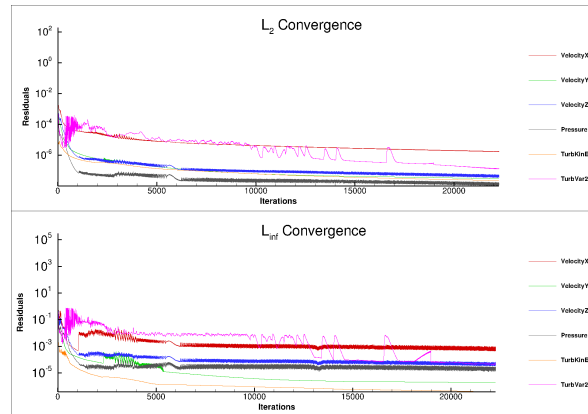 L2 Convergence
10^2
10^0
10^-2
10^-4
10^-6
Residuals
0
5000
10000
15000
20000
Iterations
VelocityX
VelocityY
VelocityZ
Pressure
TurbKinE
TurbVar2
Linf Convergence
10^5
10^3
10^1
10^-1
10^-3
10^-5
Residuals
0
5000
10000
15000
20000
Iterations
VelocityX
VelocityY
VelocityZ
Pressure
TurbKinE
TurbVar2